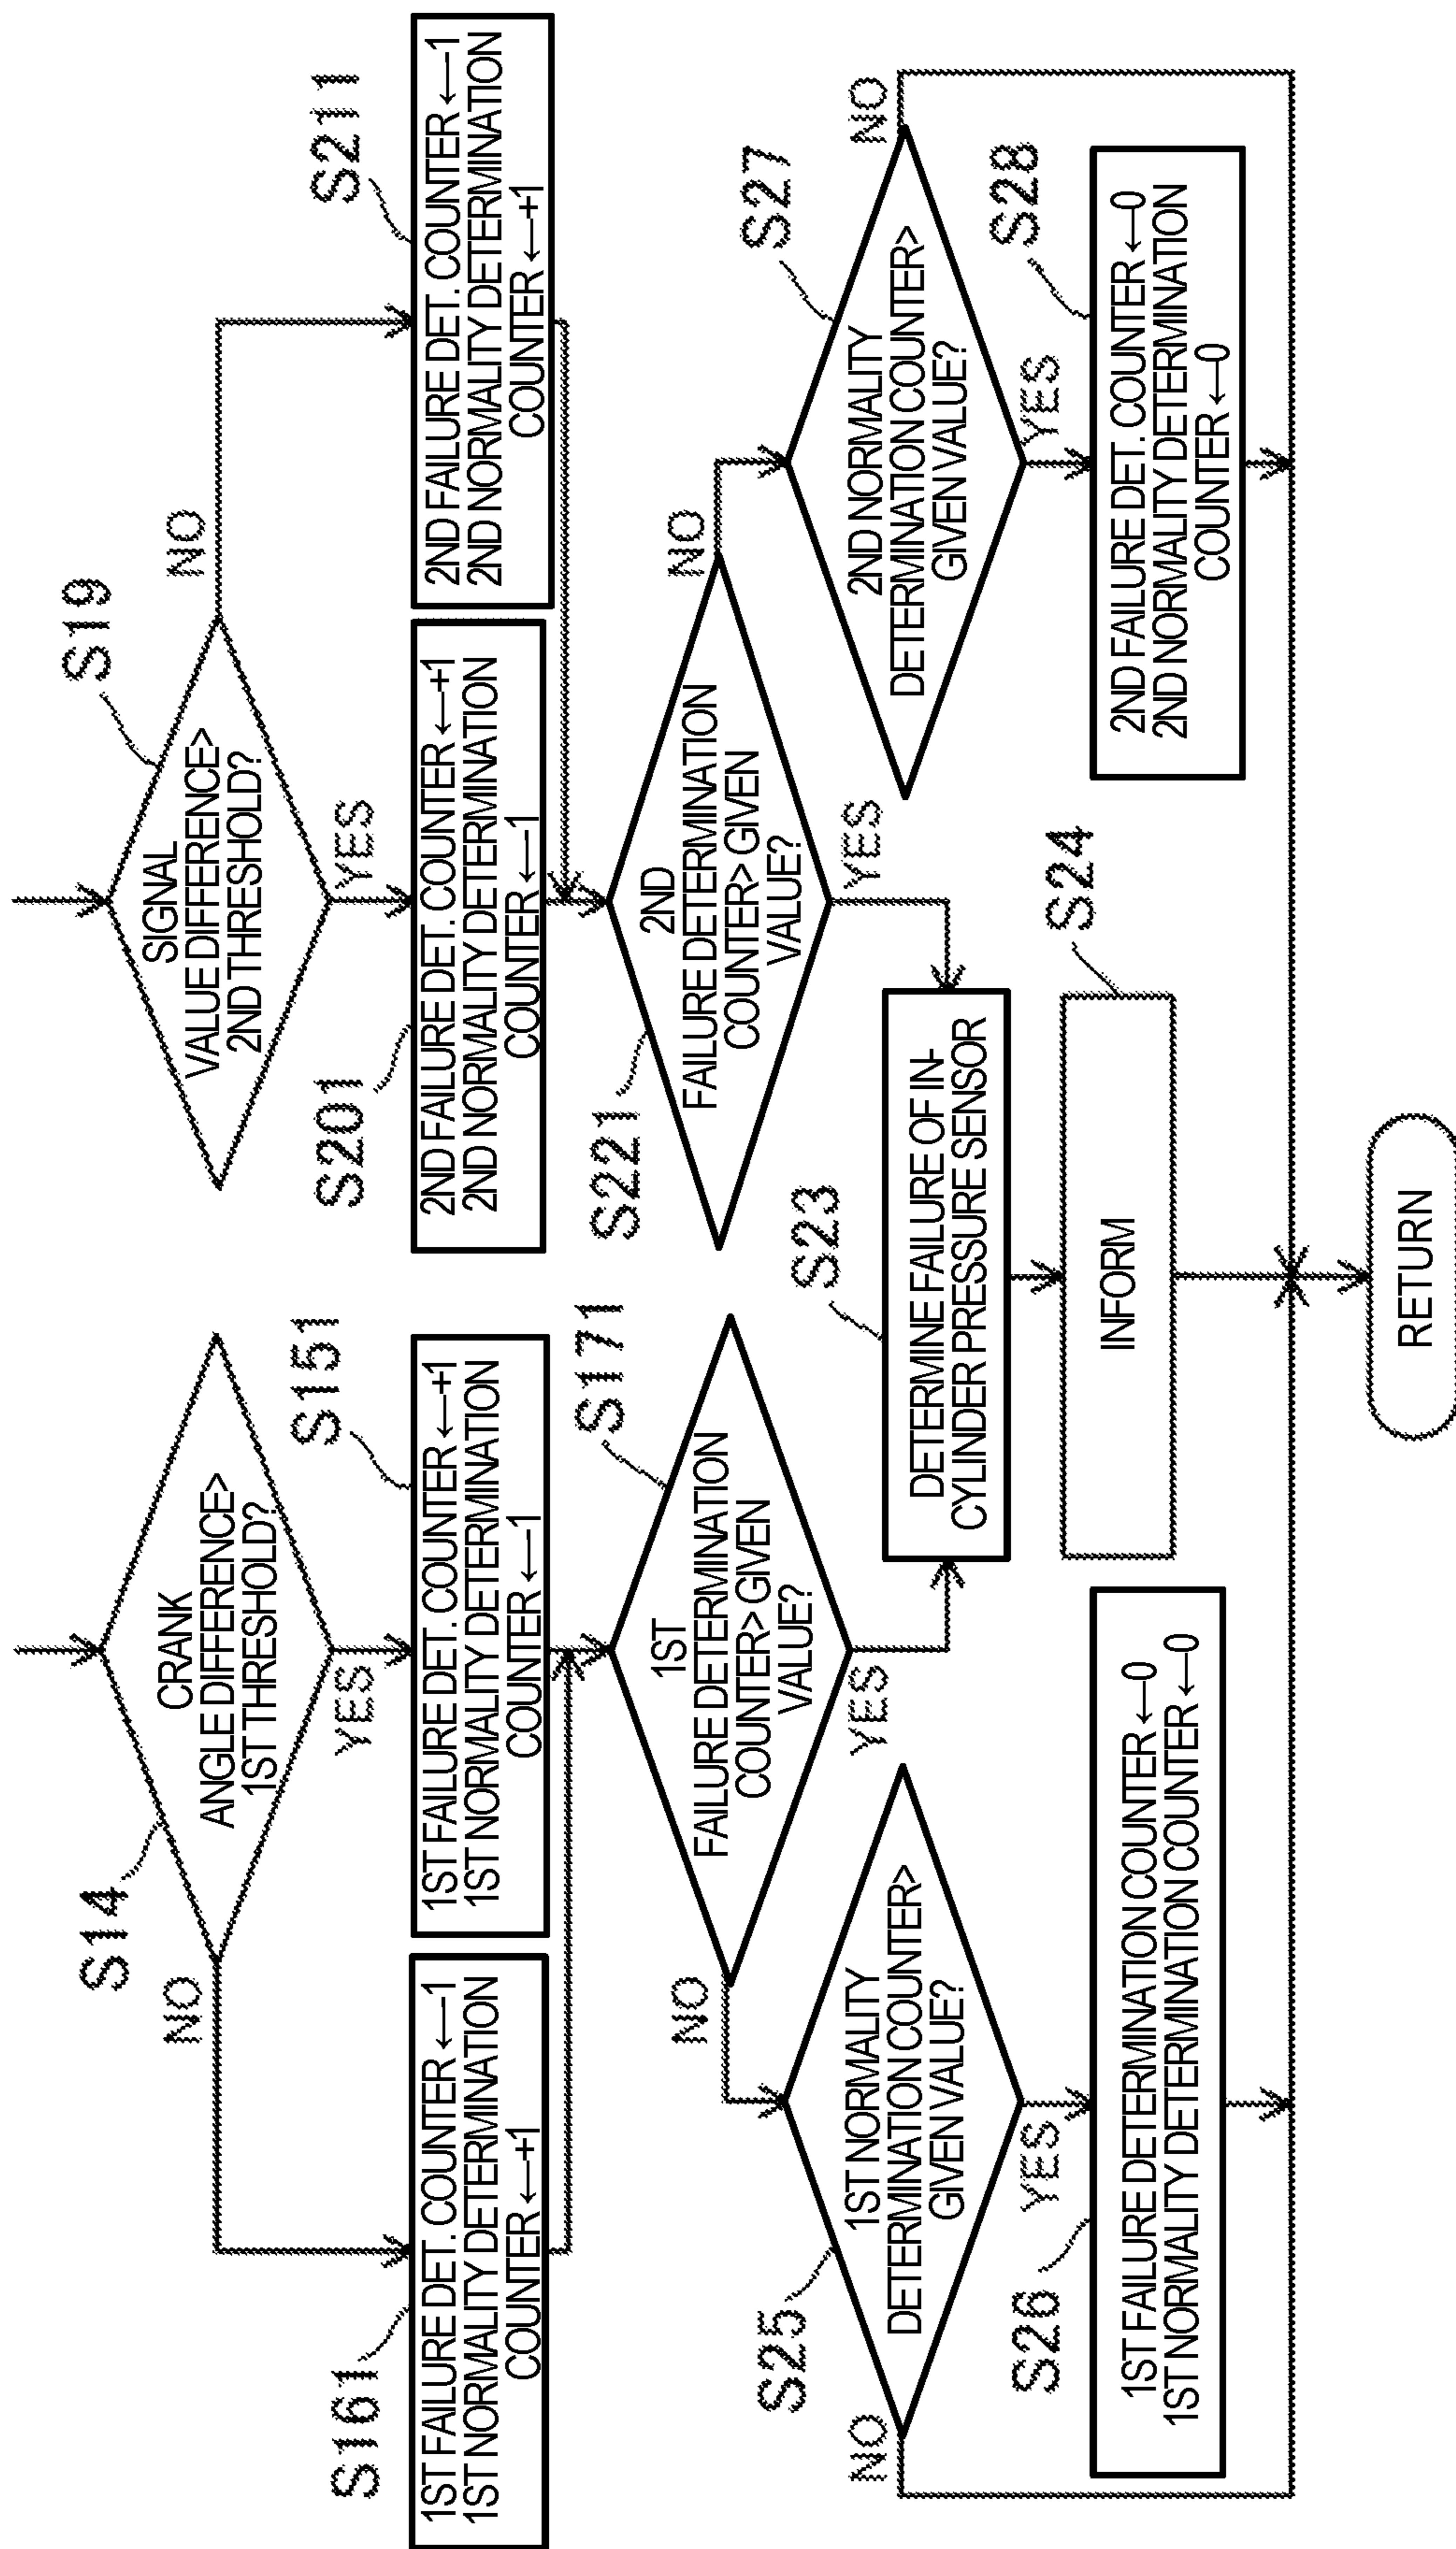 S14
CRANK
ANGLE DIFFERENCE>
1ST THRESHOLD?
NO
YES
S161
1ST FAILURE DET. COUNTER ←−1
1ST NORMALITY DETERMINATION
COUNTER ←+1
S151
1ST FAILURE DET. COUNTER ←+1
1ST NORMALITY DETERMINATION
COUNTER ←−1
S171
1ST
FAILURE DETERMINATION
COUNTER> GIVEN
VALUE?
NO
YES
S25
1ST NORMALITY
DETERMINATION COUNTER>
GIVEN VALUE?
NO
YES
S26
1ST FAILURE DETERMINATION COUNTER ←0
1ST NORMALITY DETERMINATION COUNTER ←0
S19
SIGNAL
VALUE DIFFERENCE>
2ND THRESHOLD?
NO
YES
S201
2ND FAILURE DET. COUNTER ←+1
2ND NORMALITY DETERMINATION
COUNTER ←−1
S211
2ND FAILURE DET. COUNTER ←−1
2ND NORMALITY DETERMINATION
COUNTER ←+1
S221
2ND
FAILURE DETERMINATION
COUNTER> GIVEN
VALUE?
NO
YES
S27
2ND NORMALITY
DETERMINATION COUNTER>
GIVEN VALUE?
NO
YES
S28
2ND FAILURE DET. COUNTER ←0
2ND NORMALITY DETERMINATION
COUNTER ←0
S23
DETERMINE FAILURE OF IN-
CYLINDER PRESSURE SENSOR
S24
INFORM
RETURN